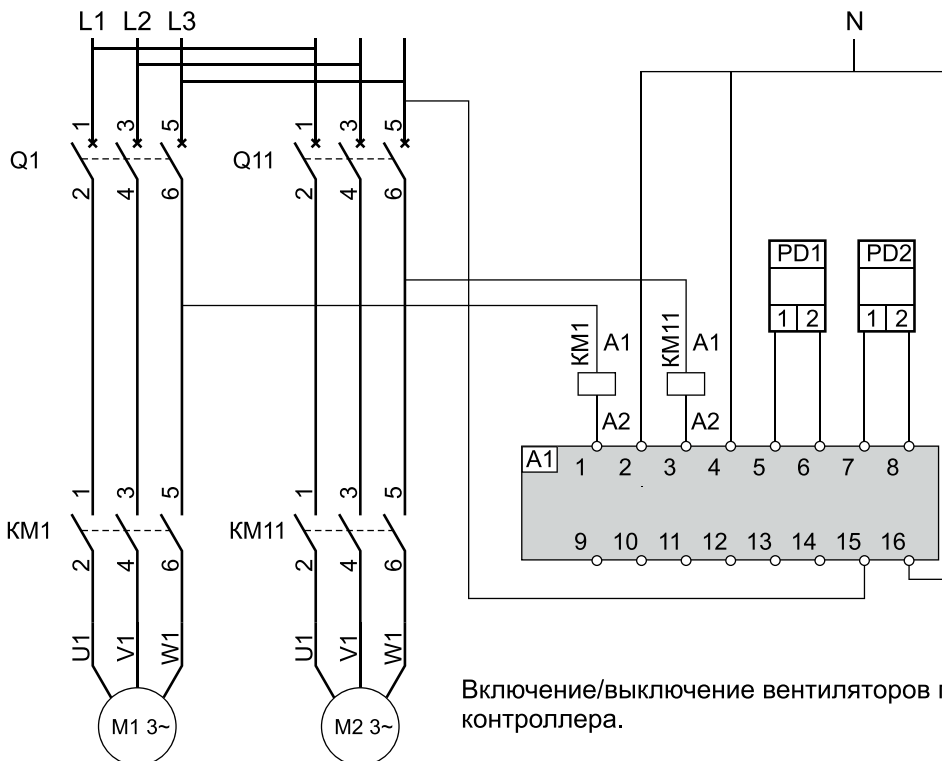 L1 L2 L3
N
1 3 5
1 3 5
Q1
Q11
2 4 6
2 4 6
PD1
PD2
1 2
1 2
KM1 A1
KM11 A1
A2
A2
A1
1 2 3 4 5 6 7 8
1 3 5
1 3 5
KM1
KM11
9 10 11 12 13 14 15 16
2 4 6
2 4 6
U1 V1 W1
U1 V1 W1
M1 3~
M2 3~
Включение/выключение вентиляторов
контроллера.